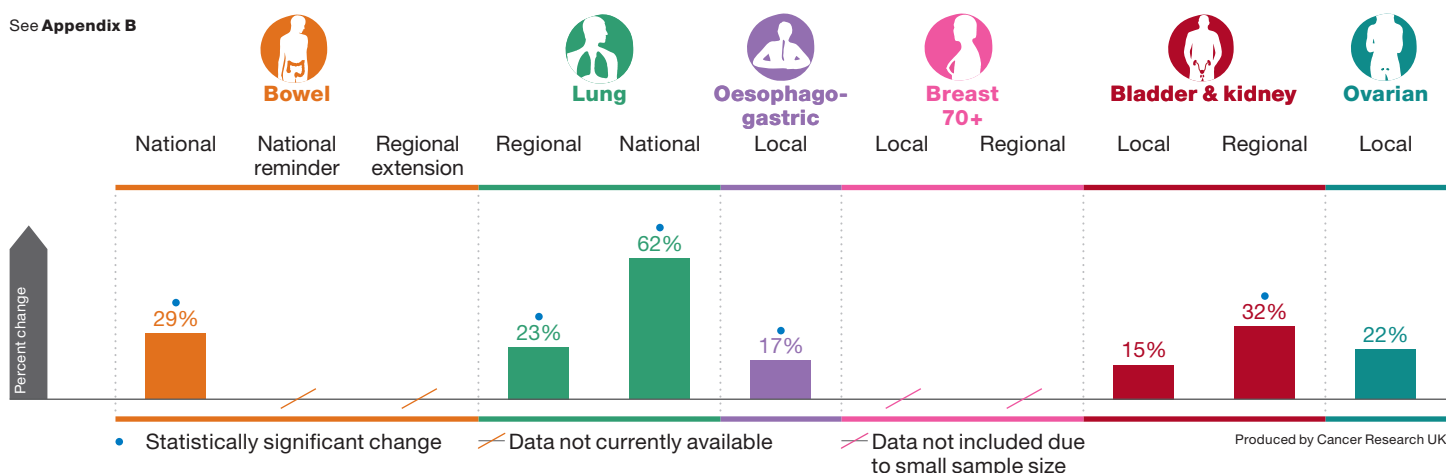 See Appendix B
Bowel
Lung
Oesophago-
gastric
Breast
70+
Bladder & kidney
Ovarian
National
National
reminder
Regional
extension
Regional
National
Local
Local
Regional
Local
Regional
Local
Percent change
29%
23%
62%
17%
15%
32%
22%
Statistically significant change
Data not currently available
Data not included due
to small sample size
Produced by Cancer Research UK